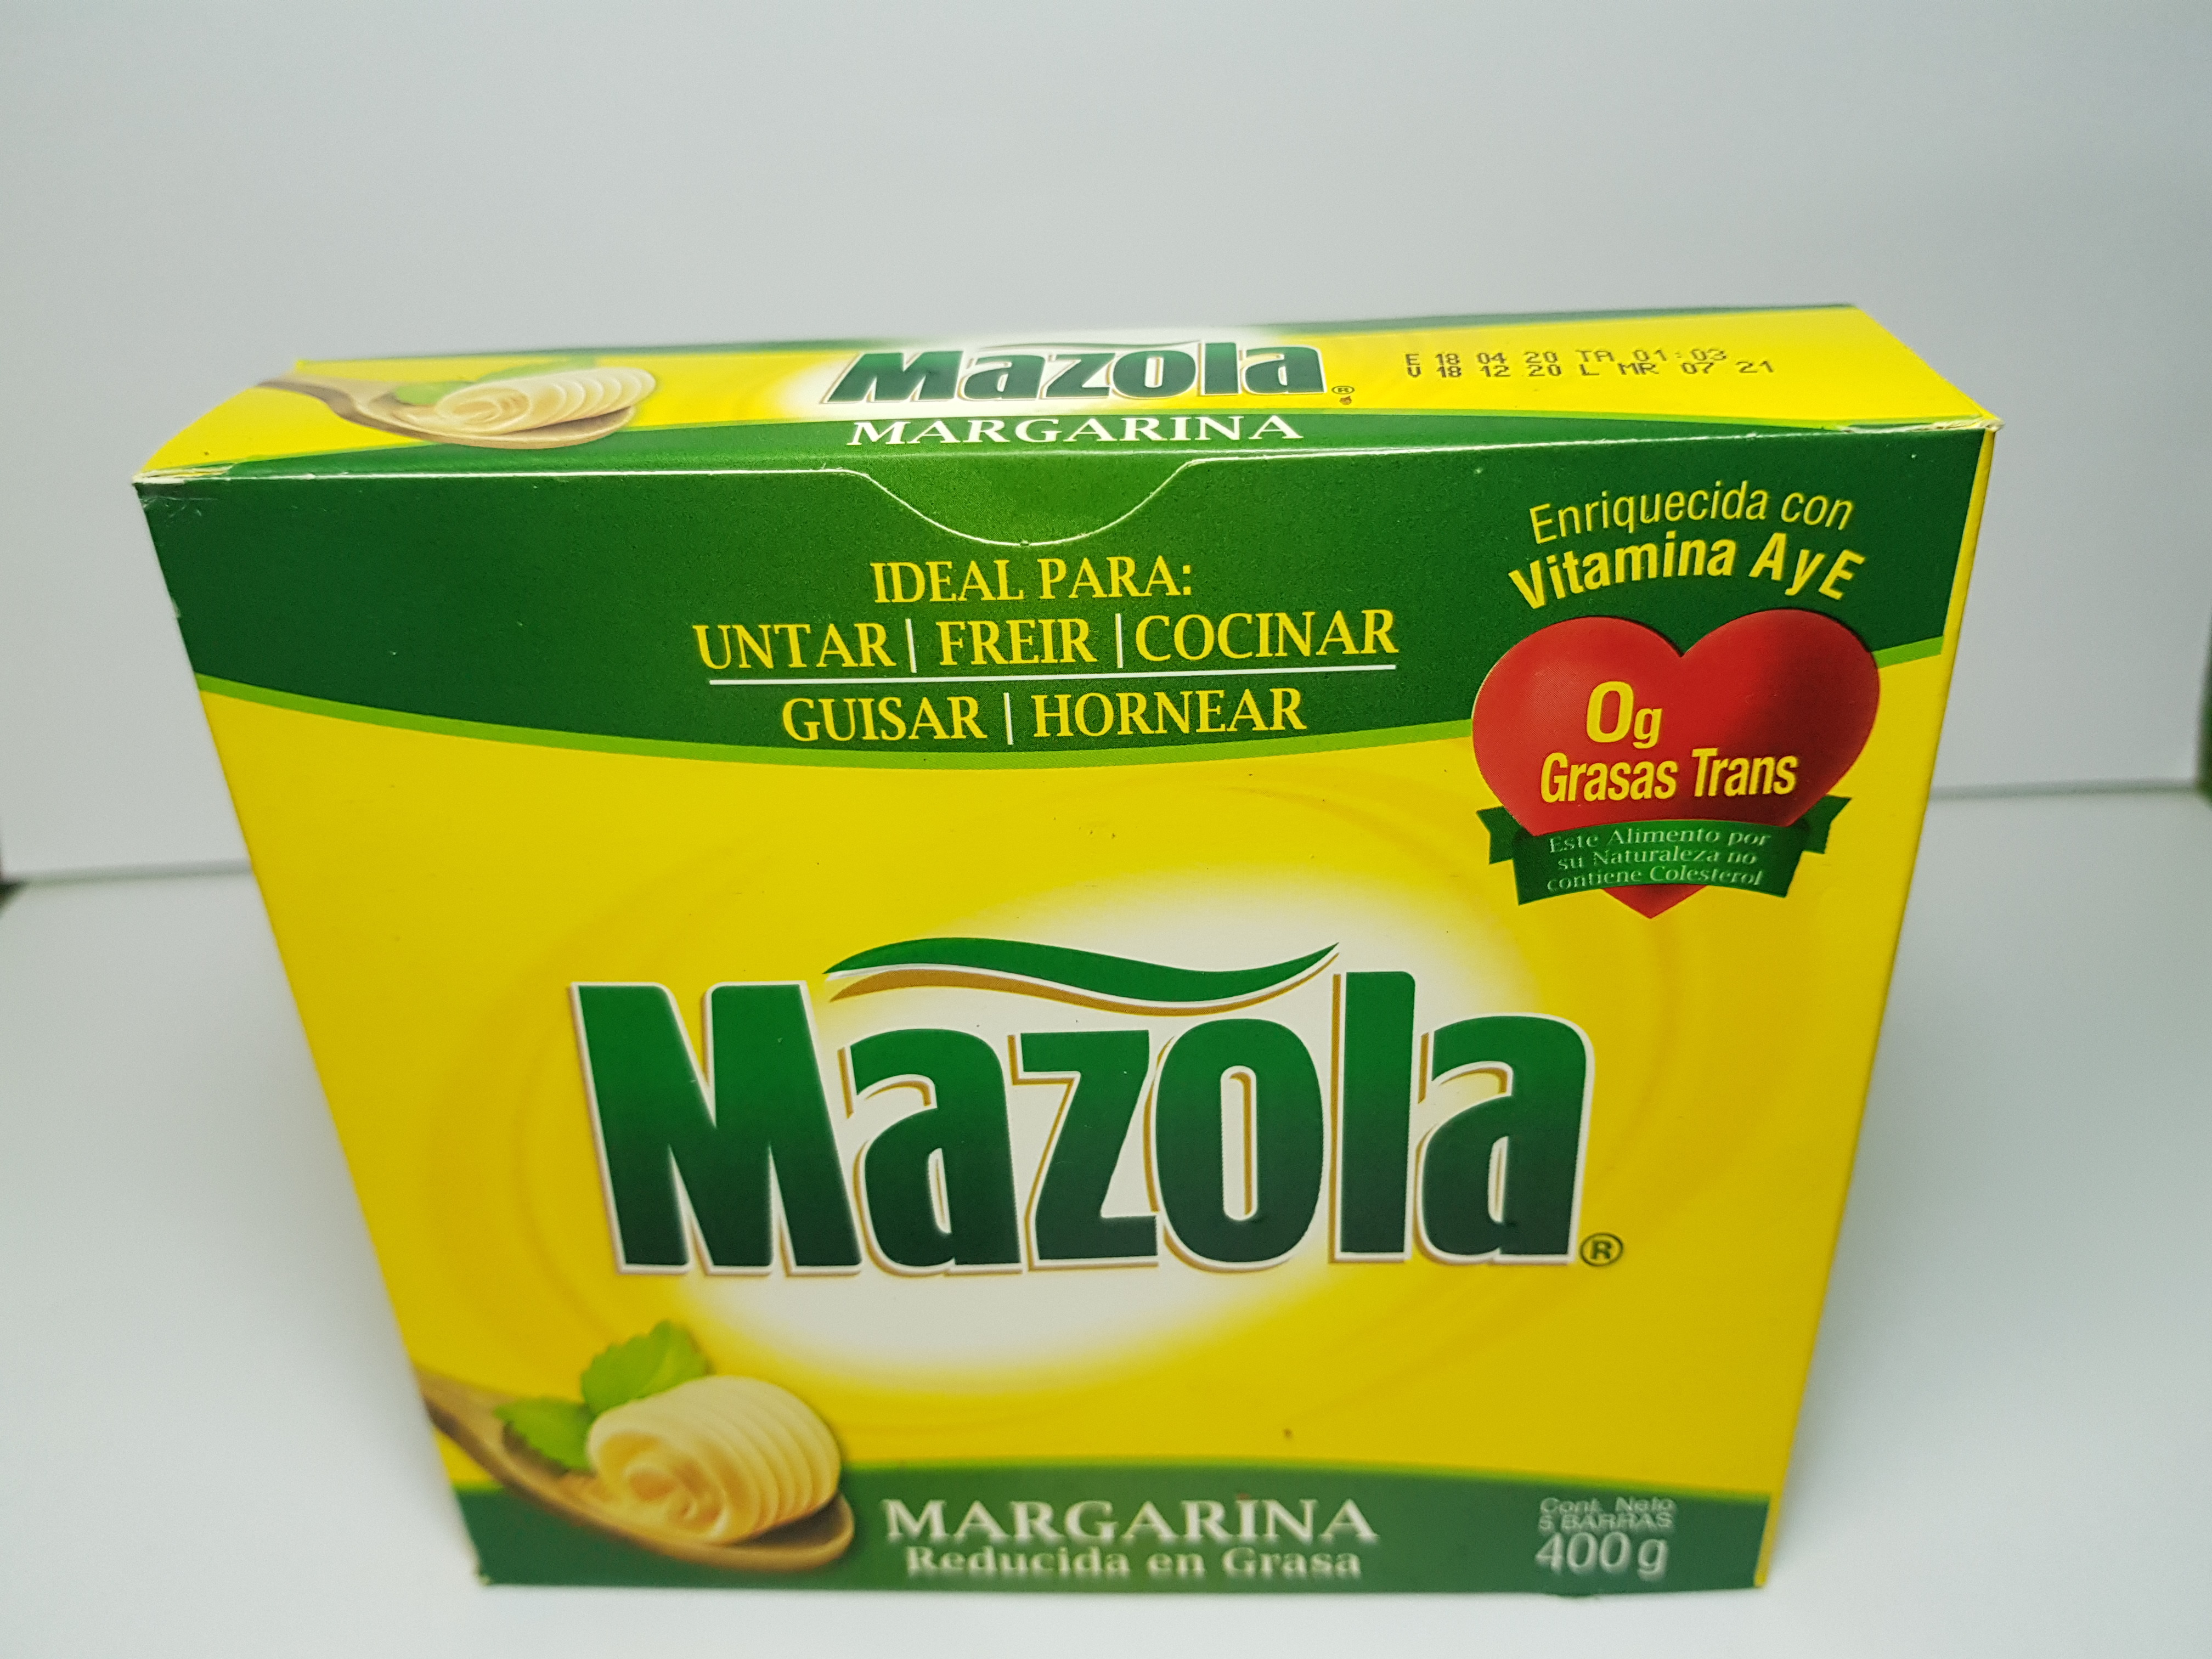 Mazola®
MARGARINA
E 18 04 20 TA 01:03
V 18 12 20 L MR 07 21
IDEAL PARA:
UNTAR | FREIR | COCINAR
GUISAR | HORNEAR
Enriquecida con
Vitamina A y E
0g
Grasas Trans
Este Alimento por
su Naturaleza no
contiene Colesterol
Mazola®
MARGARINA
Reducida en Grasa
Cont. Neto
5 BARRAS
400 g